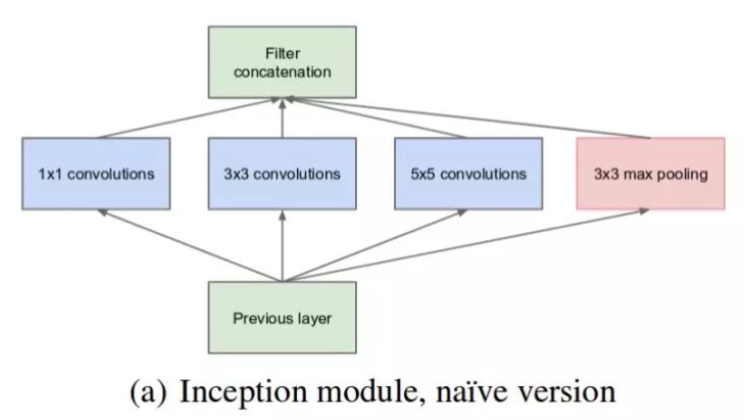 Filter
concatenation
1x1 convolutions
3x3 convolutions
5x5 convolutions
3x3 max pooling
Previous layer
(a) Inception module, naïve version